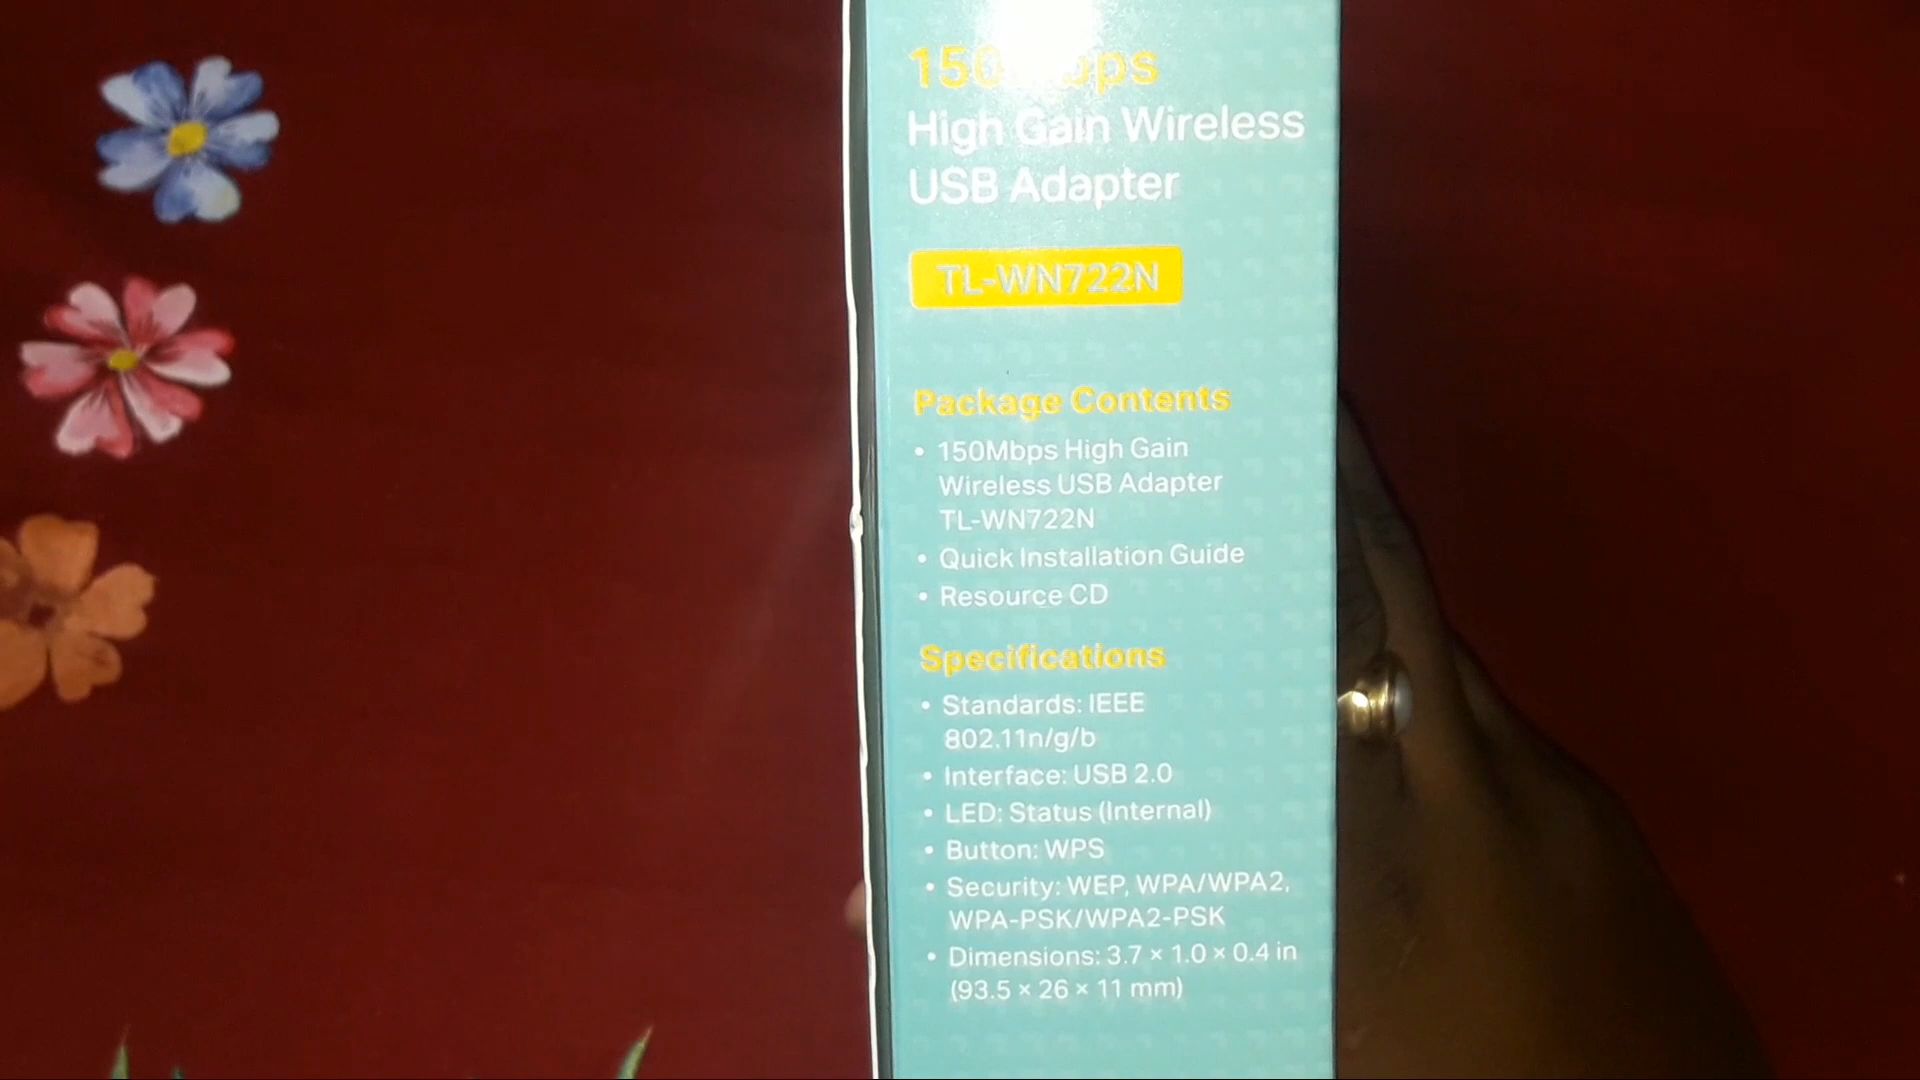 150Mbps
High Gain Wireless
USB Adapter
TL-WN722N
Package Contents
• 150Mbps High Gain
Wireless USB Adapter
TL-WN722N
• Quick Installation Guide
• Resource CD
Specifications
• Standards: IEEE
802.11n/g/b
• Interface: USB 2.0
• LED: Status (Internal)
• Button: WPS
• Security: WEP, WPA/WPA2,
WPA-PSK/WPA2-PSK
• Dimensions: 3.7 × 1.0 × 0.4 in
(93.5 × 26 × 11 mm)